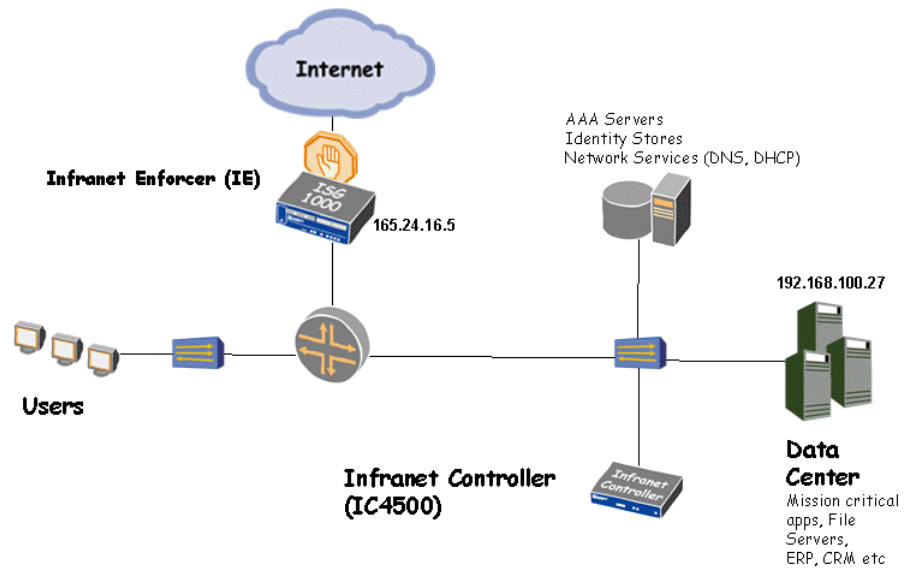 Internet
AAA Servers
Identity Stores
Network Services (DNS, DHCP)
Infranet Enforcer (IE)
ISG
1000
165.24.16.5
192.168.100.27
Users
Infranet Controller
(IC4500)
Infranet
Controller
Data
Center
Mission critical
apps, File
Servers,
ERP, CRM etc